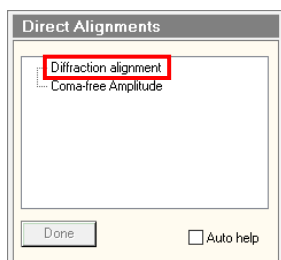 Direct Alignments
Diffraction alignment
Coma-free Amplitude
Done
Auto help